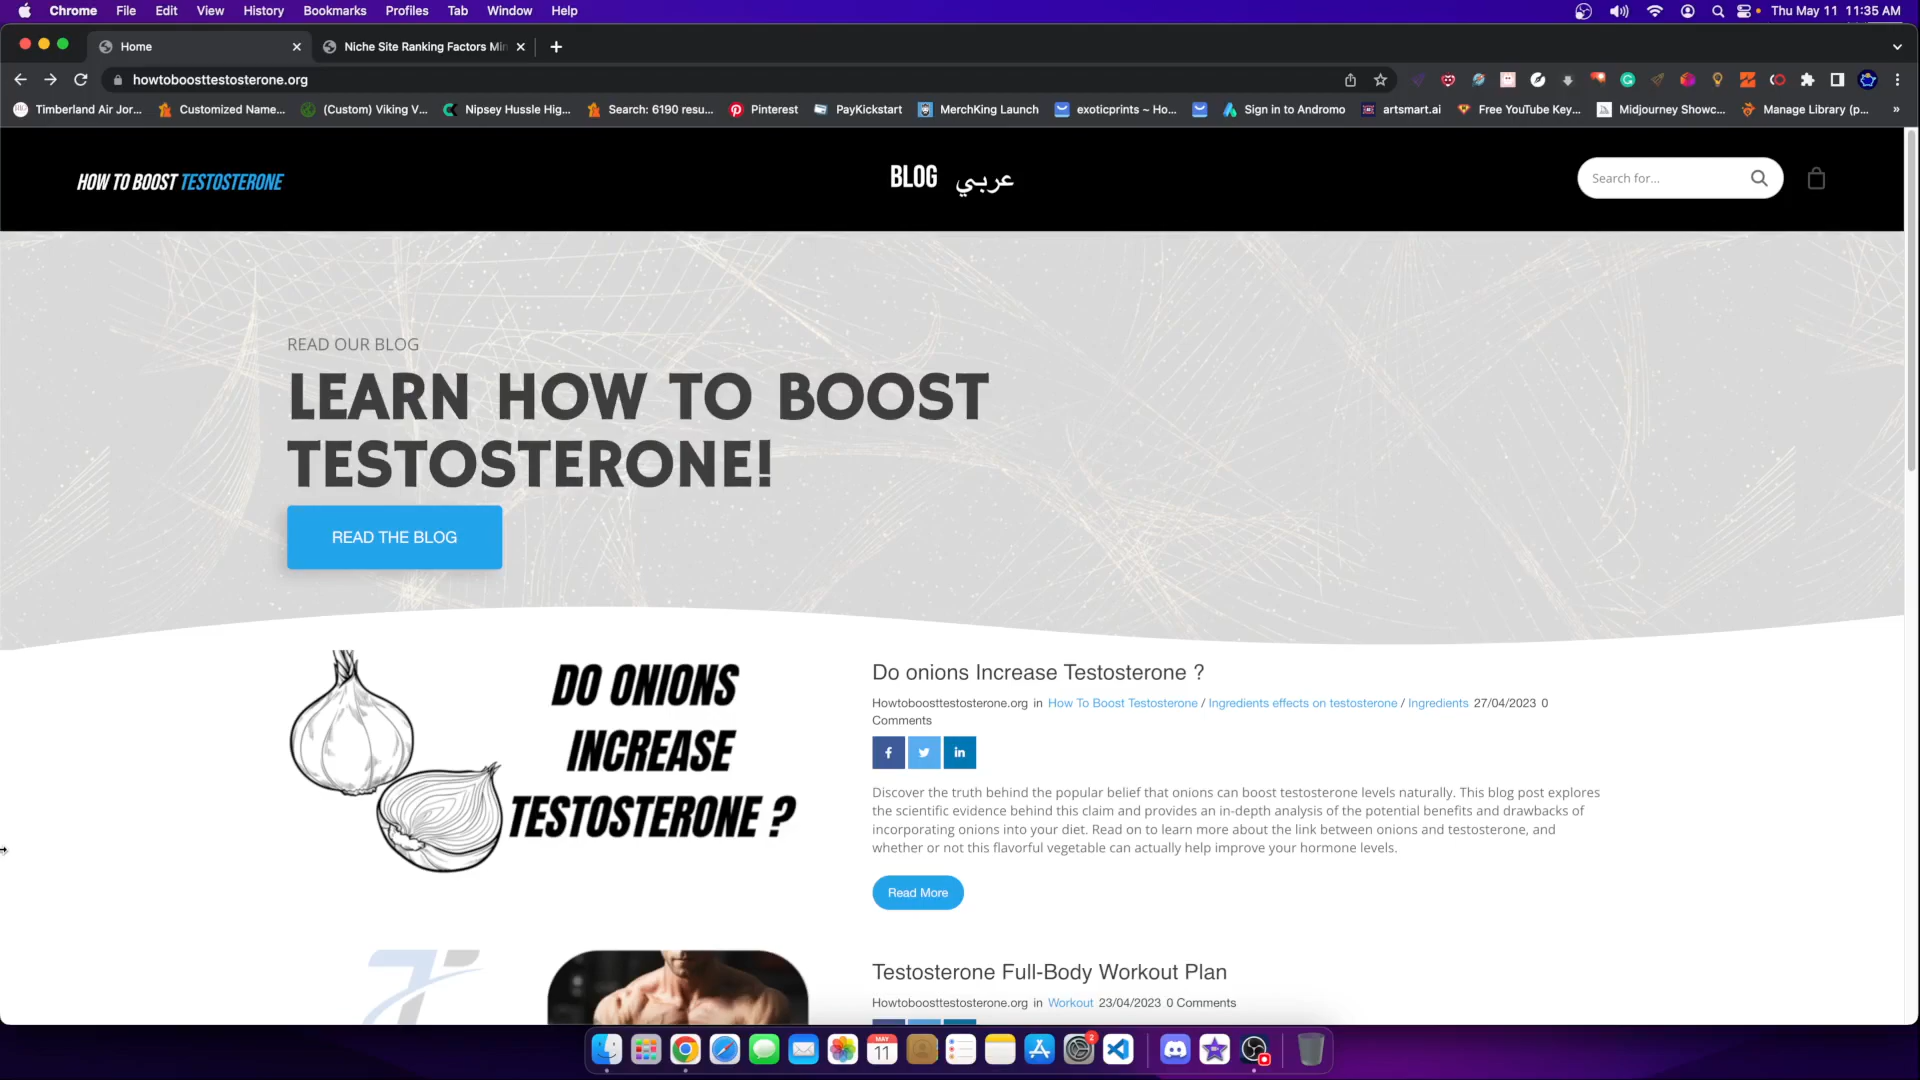 Chrome File Edit View History Bookmarks Profiles Tab Window Help
Thu May 11 11:35 AM
Home
Niche Site Ranking Factors Min
howtoboosttestosterone.org
Timberland Air Jor...
Customized Name...
(Custom) Viking V...
Nipsey Hussle Hig...
Search: 6190 resu...
Pinterest
PayKickstart
MerchKing Launch
exoticprints ~ Ho...
Sign in to Andromo
artsmart.ai
Free YouTube Key...
Midjourney Showc...
Manage Library (p...
»
HOW TO BOOST TESTOSTERONE
BLOG
عربي
Search for...
READ OUR BLOG
LEARN HOW TO BOOST
TESTOSTERONE!
READ THE BLOG
DO ONIONS
INCREASE
TESTOSTERONE ?
Do onions Increase Testosterone ?
Howtoboosttestosterone.org in How To Boost Testosterone / Ingredients effects on testosterone / Ingredients 27/04/2023 0
Comments
Discover the truth behind the popular belief that onions can boost testosterone levels naturally. This blog post explores
the scientific evidence behind this claim and provides an in-depth analysis of the potential benefits and drawbacks of
incorporating onions into your diet. Read on to learn more about the link between onions and testosterone, and
whether or not this flavorful vegetable can actually help improve your hormone levels.
Read More
Testosterone Full-Body Workout Plan
Howtoboosttestosterone.org in Workout 23/04/2023 0 Comments
MAY
11
2